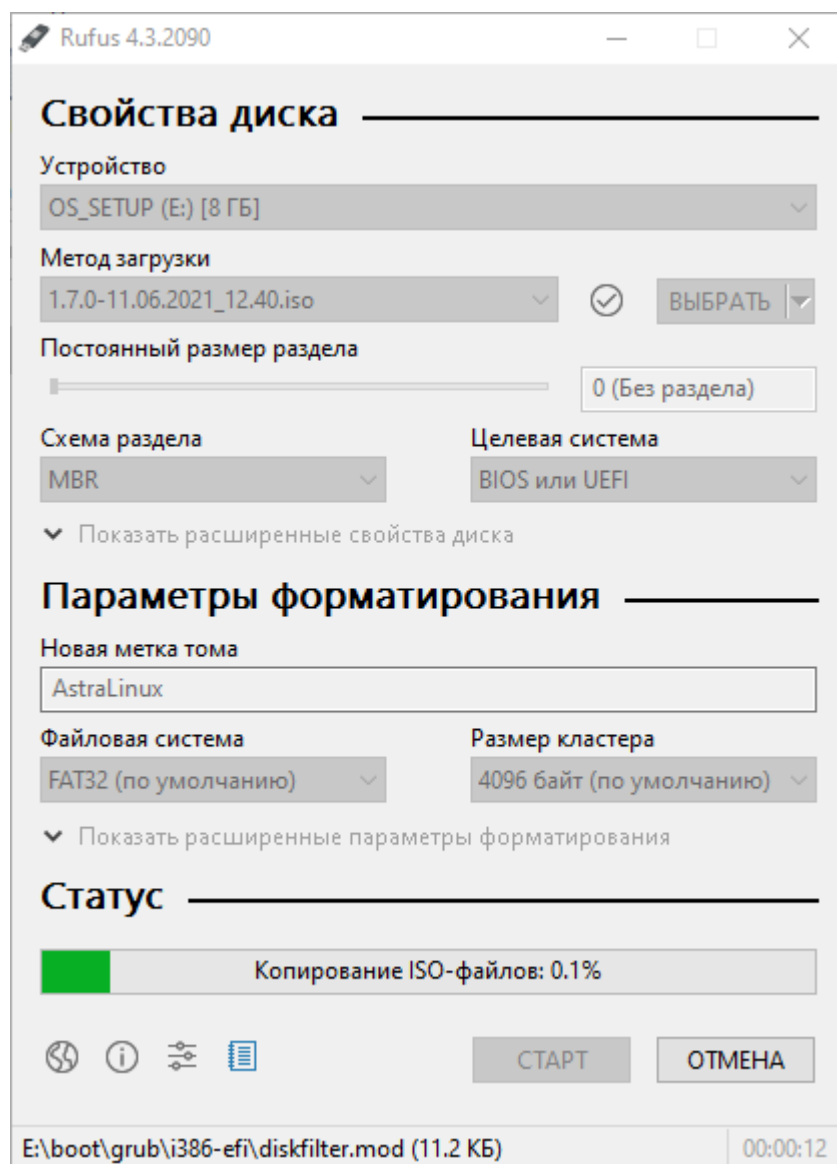 Rufus 4.3.2090
Свойства диска
Устройство
OS_SETUP (E:) [8 ГБ]
Метод загрузки
1.7.0-11.06.2021_12.40.iso ВЫБРАТЬ
Постоянный размер раздела
0 (Без раздела)
Схема раздела Целевая система
MBR BIOS или UEFI
Показать расширенные свойства диска
Параметры форматирования
Новая метка тома
AstraLinux
Файловая система Размер кластера
FAT32 (по умолчанию) 4096 байт (по умолчанию)
Показать расширенные параметры форматирования
Статус
Копирование ISO-файлов: 0.1%
СТАРТ ОТМЕНА
E:\boot\grub\i386-efi\diskfilter.mod (11.2 КБ) 00:00:12